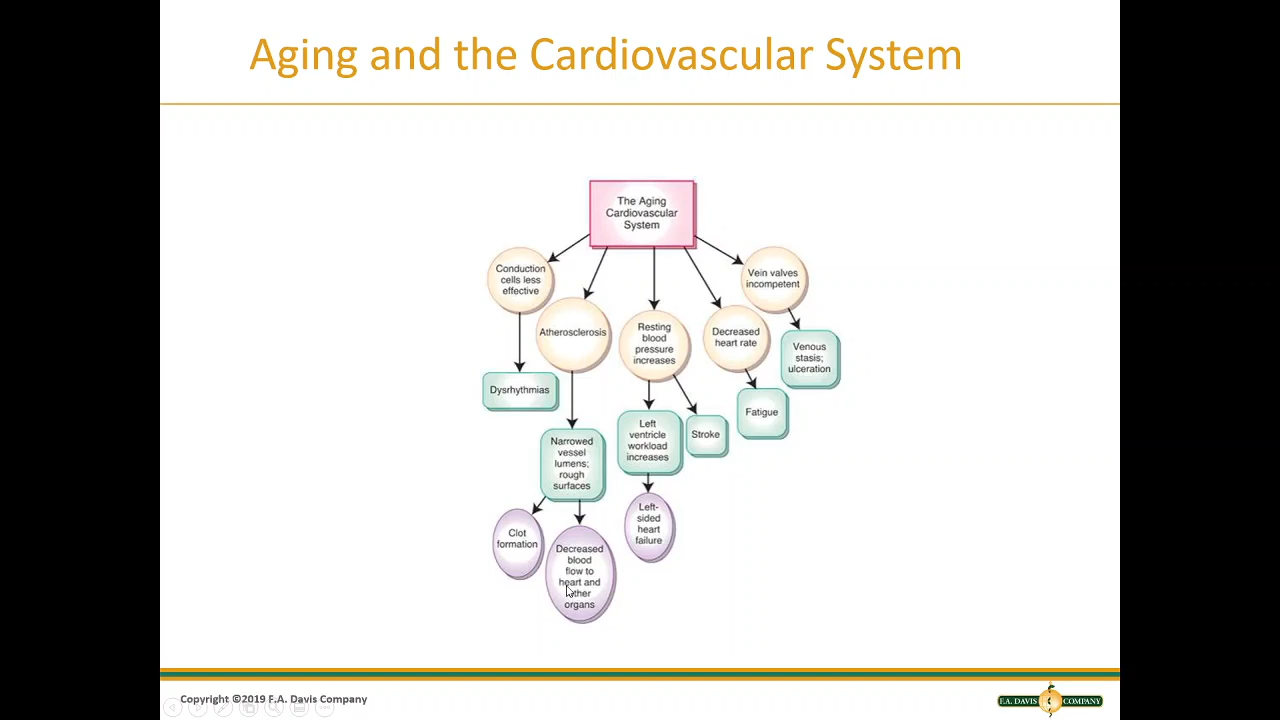 Aging and the Cardiovascular System
The Aging
Cardiovascular
System
Conduction
cells less
effective
Atherosclerosis
Resting
blood
pressure
increases
Decreased
heart rate
Vein valves
incompetent
Dysrhythmias
Narrowed
vessel
lumens;
rough
surfaces
Left
ventricle
workload
increases
Stroke
Fatigue
Venous
stasis;
ulceration
Clot
formation
Decreased
blood
flow to
heart and
other
organs
Left-
sided
heart
failure
Copyright ©2019 F.A. Davis Company
F.A. DAVIS COMPANY